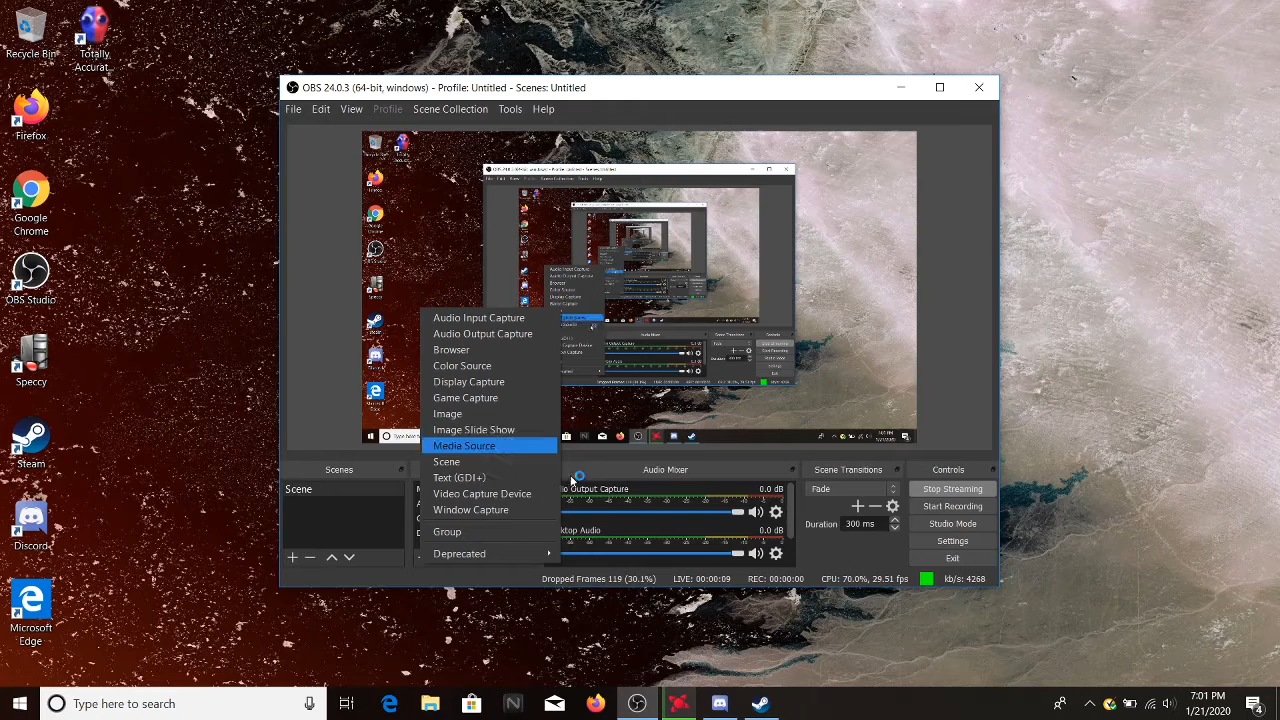 Recycle Bin
Totally
Accurat...
Firefox
Google
Chrome
OBS Studio
Speccy
Steam
Discord
Microsoft
Edge
OBS 24.0.3 (64-bit, windows) - Profile: Untitled - Scenes: Untitled
File
Edit
View
Profile
Scene Collection
Tools
Help
Audio Input Capture
Audio Output Capture
Browser
Color Source
Display Capture
Game Capture
Image
Image Slide Show
Media Source
Scene
Text (GDI+)
Video Capture Device
Window Capture
Group
Deprecated
Scenes
Scene
Audio Mixer
Output Capture
0.0 dB
Audio
0.0 dB
Scene Transitions
Fade
Duration
300 ms
Controls
Stop Streaming
Start Recording
Studio Mode
Settings
Exit
Dropped Frames 119 (30.1%)
LIVE: 00:00:09
REC: 00:00:00
CPU: 70.0%, 29.51 fps
kb/s: 4268
Type here to search
7:01 PM
1/21/2020